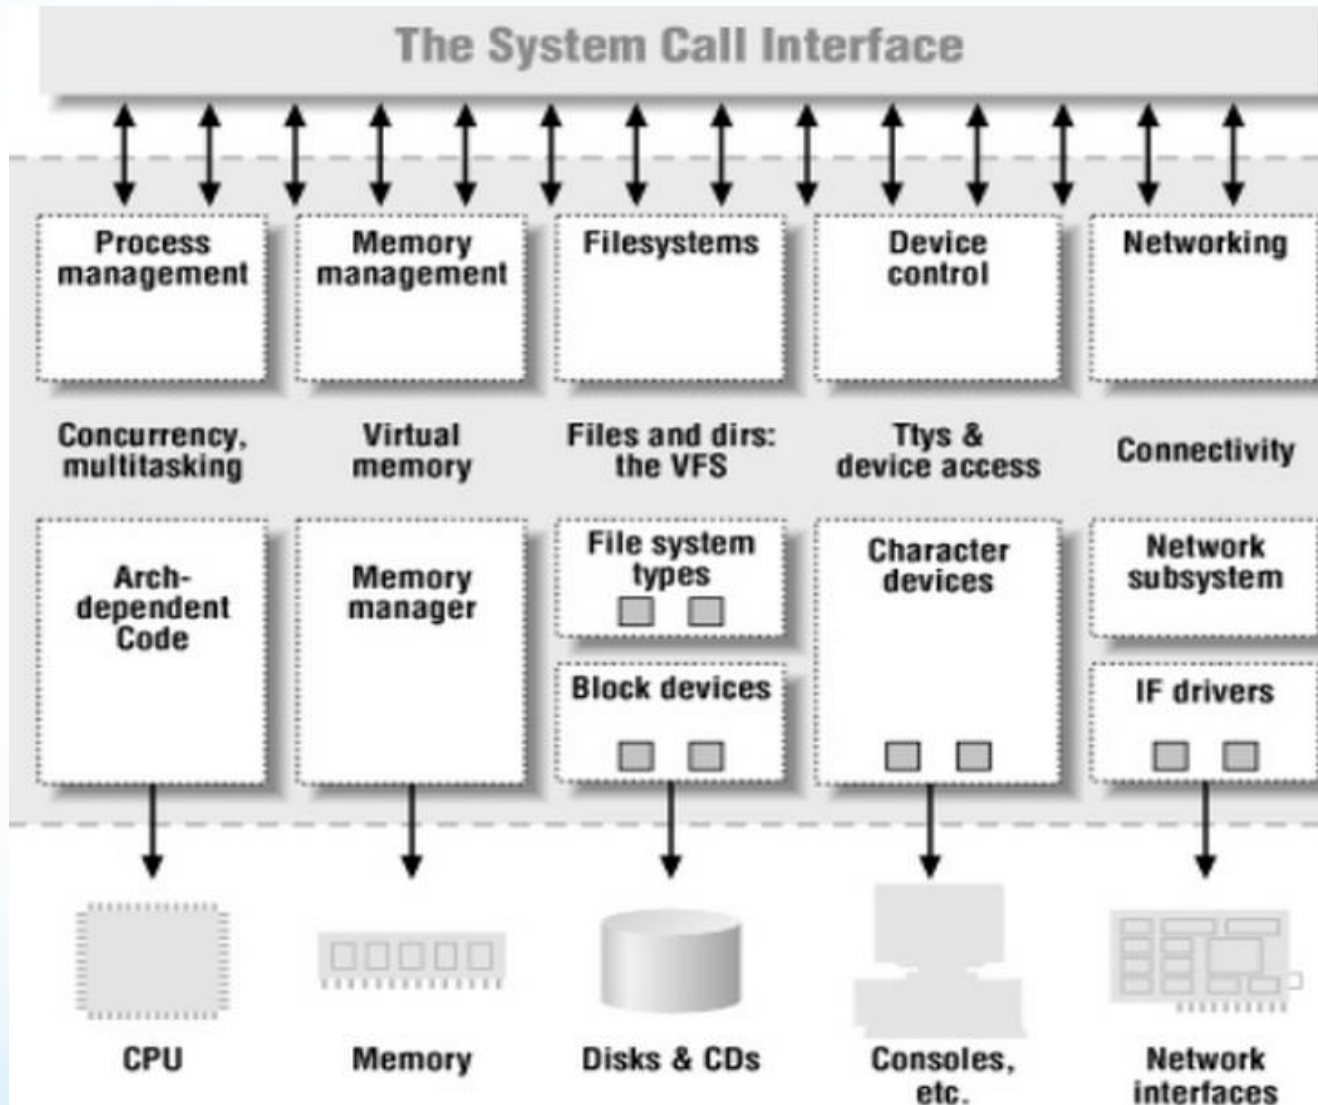 The System Call Interface
Process
management
Memory
management
Filesystems
Device
control
Networking
Concurrency,
multitasking
Virtual
memory
Files and dirs:
the VFS
Ttys &
device access
Connectivity
Arch-
dependent
Code
Memory
manager
File system
types
Block devices
Character
devices
Network
subsystem
IF drivers
CPU
Memory
Disks & CDs
Consoles,
etc.
Network
interfaces